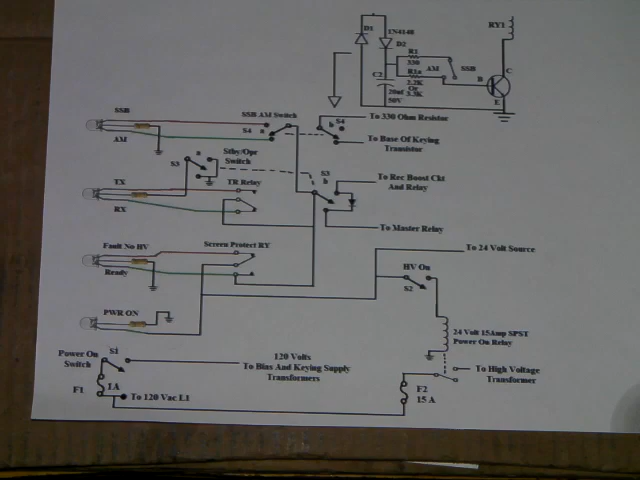 RY1
D1
1N4148
D2
R1
330
SSB
AM
R1a
2.2K
Or
3.3K
C2
20uf
50V
B
C
E
SSB
AM
SSB AM Switch
S4
a
b
S4
To 330 Ohm Resistor
To Base Of Keying
Transistor
S3
a
Stby/Opr
Switch
TX
RX
TR Relay
S3
b
To Rec Boost Ckt
And Relay
To Master Relay
Fault No HV
Ready
Screen Protect RY
To 24 Volt Source
HV On
S2
PWR ON
24 Volt 15Amp SPST
Power On Relay
Power On
Switch
S1
120 Volts
To Bias And Keying Supply
Transformers
To High Voltage
Transformer
F1
1A
To 120 Vac L1
F2
15 A